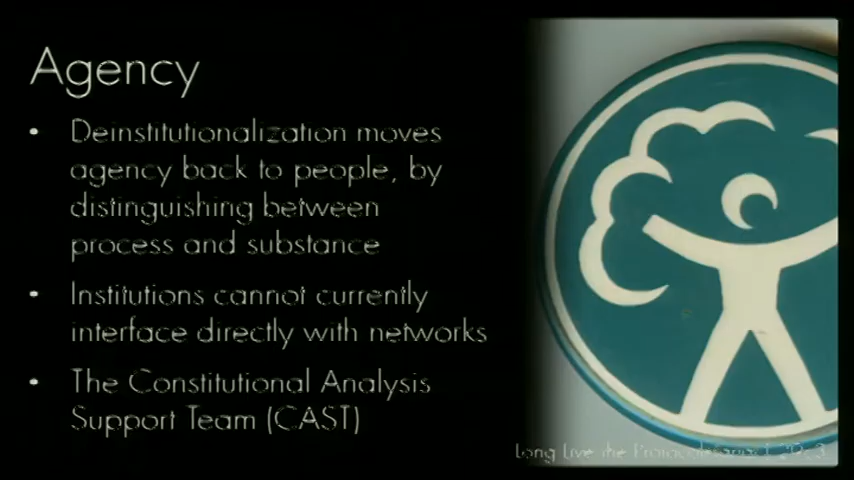 Agency
• Deinstitutionalization moves
agency back to people, by
distinguishing between
process and substance
• Institutions cannot currently
interface directly with networks
• The Constitutional Analysis
Support Team (CAST)
Long Live the